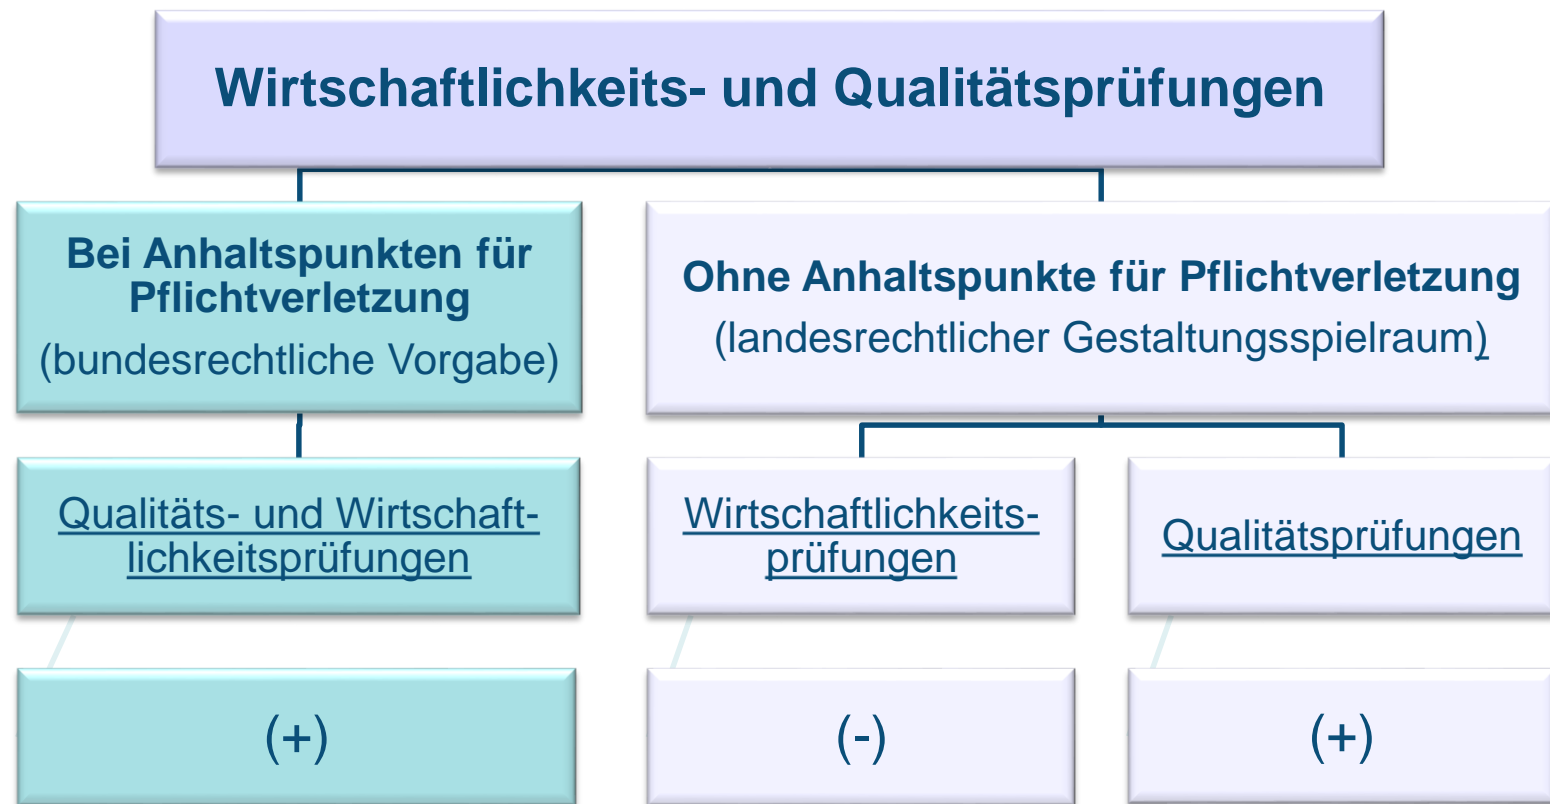 Wirtschaftlichkeits- und Qualitätsprüfungen
Bei Anhaltspunkten für
Pflichtverletzung
(bundesrechtliche Vorgabe)
Ohne Anhaltspunkte für Pflichtverletzung
(landesrechtlicher Gestaltungsspielraum)
Qualitäts- und Wirtschaft-
lichkeitsprüfungen
Wirtschaftlichkeits-
prüfungen
Qualitätsprüfungen
(+)
(-)
(+)